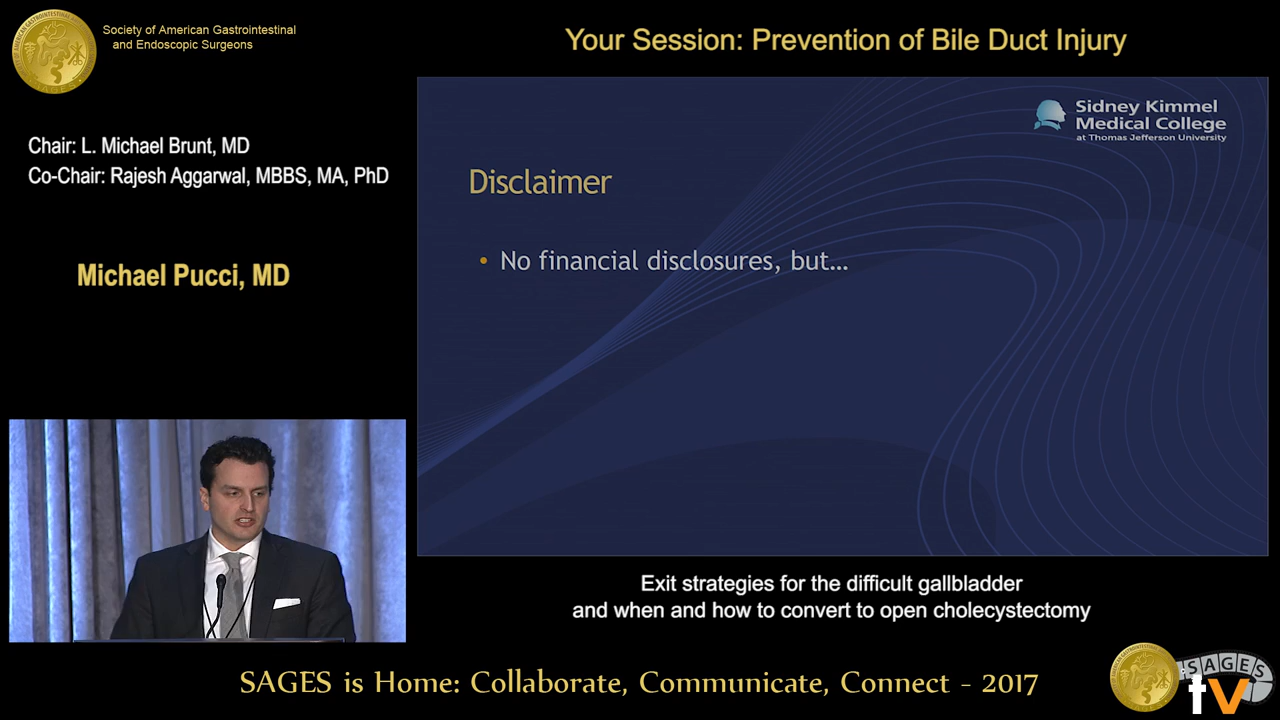 Society of American Gastrointestinal
and Endoscopic Surgeons
Your Session: Prevention of Bile Duct Injury
Chair: L. Michael Brunt, MD
Co-Chair: Rajesh Aggarwal, MBBS, MA, PhD
Michael Pucci, MD
Sidney Kimmel
Medical College
at Thomas Jefferson University
Disclaimer
• No financial disclosures, but...
Exit strategies for the difficult gallbladder
and when and how to convert to open cholecystectomy
SAGES is Home: Collaborate, Communicate, Connect - 2017
SAGES
tv